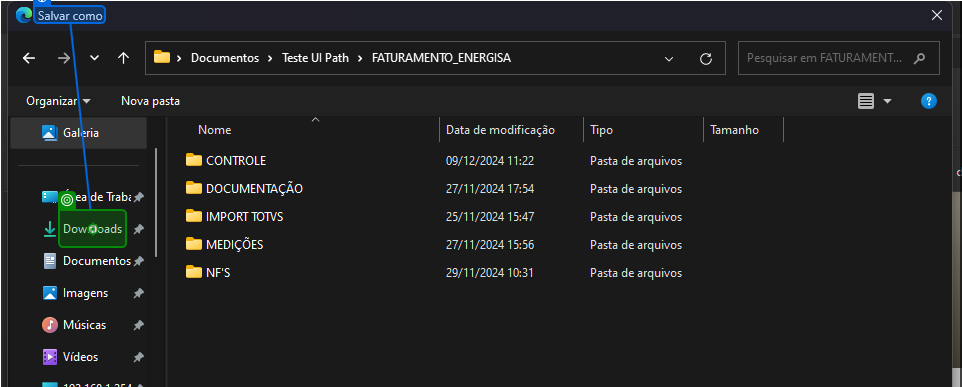 Salvar como
Documentos > Teste UI Path > FATURAMENTO_ENERGISA
Pesquisar em FATURAMENT...
Organizar
Nova pasta
Galeria
Área de Traba
Downloads
Documentos
Imagens
Músicas
Vídeos
Nome Data de modificação Tipo Tamanho
CONTROLE 09/12/2024 11:22 Pasta de arquivos
DOCUMENTAÇÃO 27/11/2024 17:54 Pasta de arquivos
IMPORT TOTVS 25/11/2024 15:47 Pasta de arquivos
MEDIÇÕES 27/11/2024 15:56 Pasta de arquivos
NF'S 29/11/2024 10:31 Pasta de arquivos